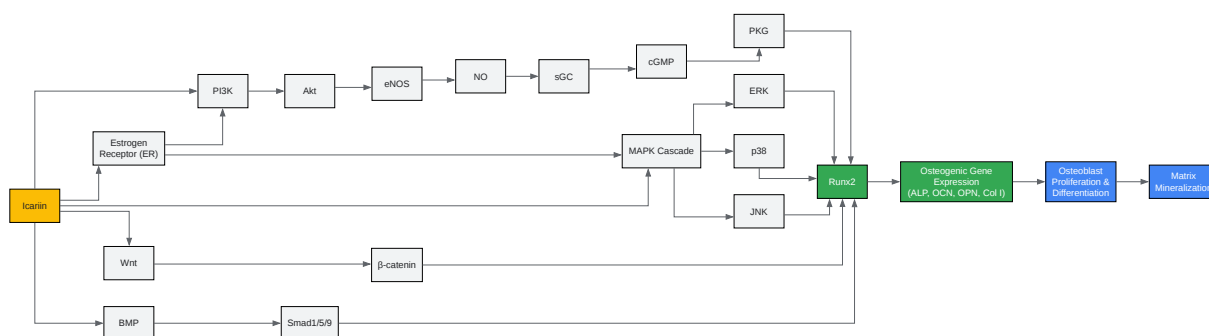 PKG
cGMP
NO
sGC
eNOS
PI3K
Akt
ERK
Estrogen
Receptor (ER)
MAPK Cascade
p38
Runx2
Osteogenic Gene
Expression
(ALP, OCN, OPN, Col I)
Osteoblast
Proliferation &
Differentiation
Matrix
Mineralization
Icariin
JNK
Wnt
β-catenin
BMP
Smad1/5/9